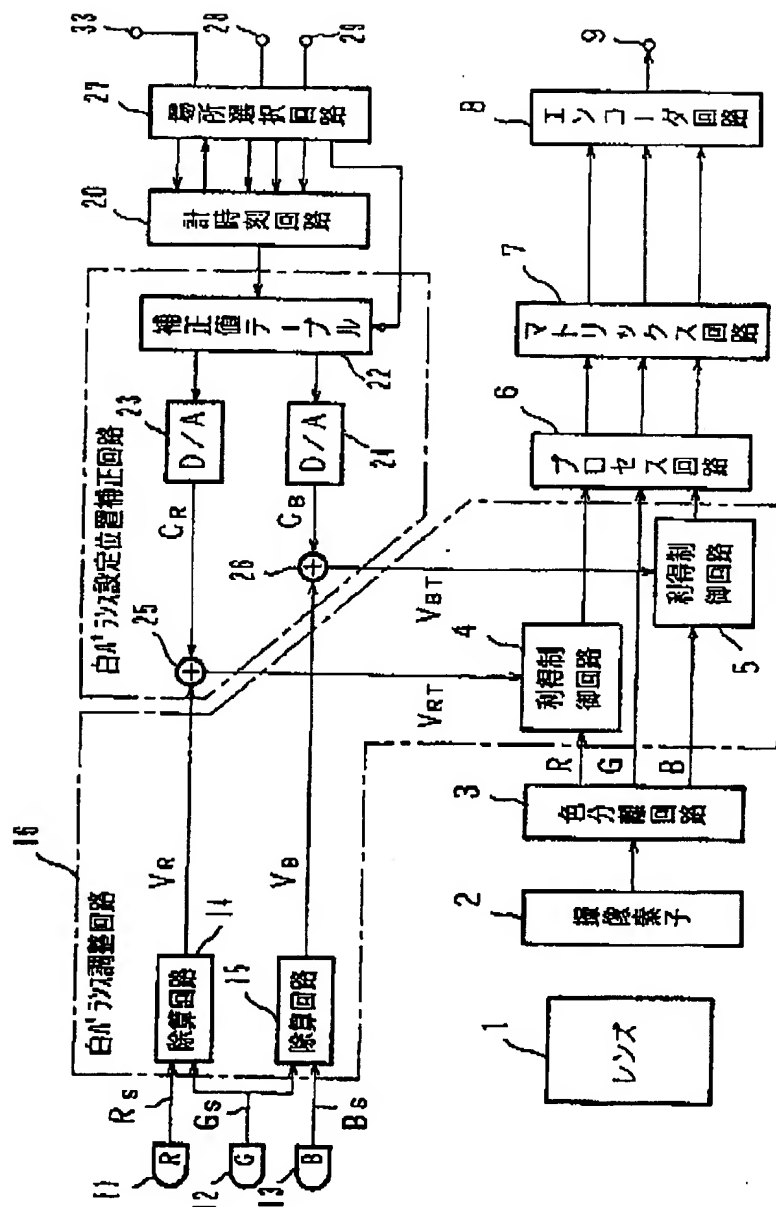 33
28
29
27
場所選択回路
20
計時刻回路
白バランス設定位置補正回路
補正値テーブル
22
23
D/A
D/A
24
CR
GB
25
26
16
白バランス調整回路
VR
VB
14
除算回路
15
除算回路
RS
GS
BS
11
R
12
G
13
B
VRT
VBT
4
利得制御回路
利得制御回路
5
R
G
B
1
レンズ
2
撮像素子
3
色分離回路
6
プロセス回路
7
マトリックス回路
8
エンコーダ回路
9